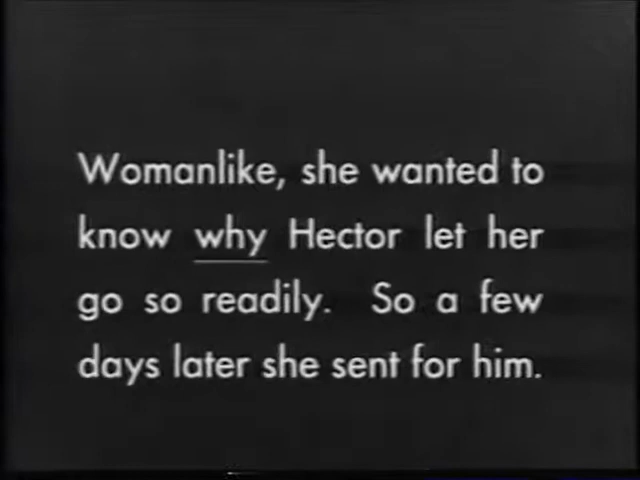 Womanlike, she wanted to
know why Hector let her
go so readily. So a few
days later she sent for him.